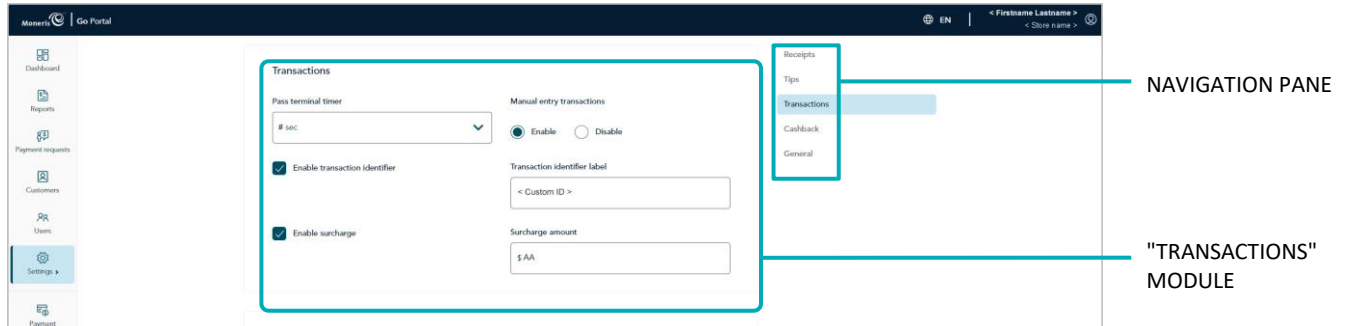 Moneris | Go Portal
EN
< Firstname Lastname >
< Store name >
Dashboard
Reports
Payment requests
Customers
Users
Settings
Payment
Transactions
Pass terminal timer
# sec
Manual entry transactions
Enable
Disable
Enable transaction identifier
Transaction identifier label
< Custom ID >
Enable surcharge
Surcharge amount
$ AA
Receipts
Tips
Transactions
Cashback
General
NAVIGATION PANE
"TRANSACTIONS"
MODULE